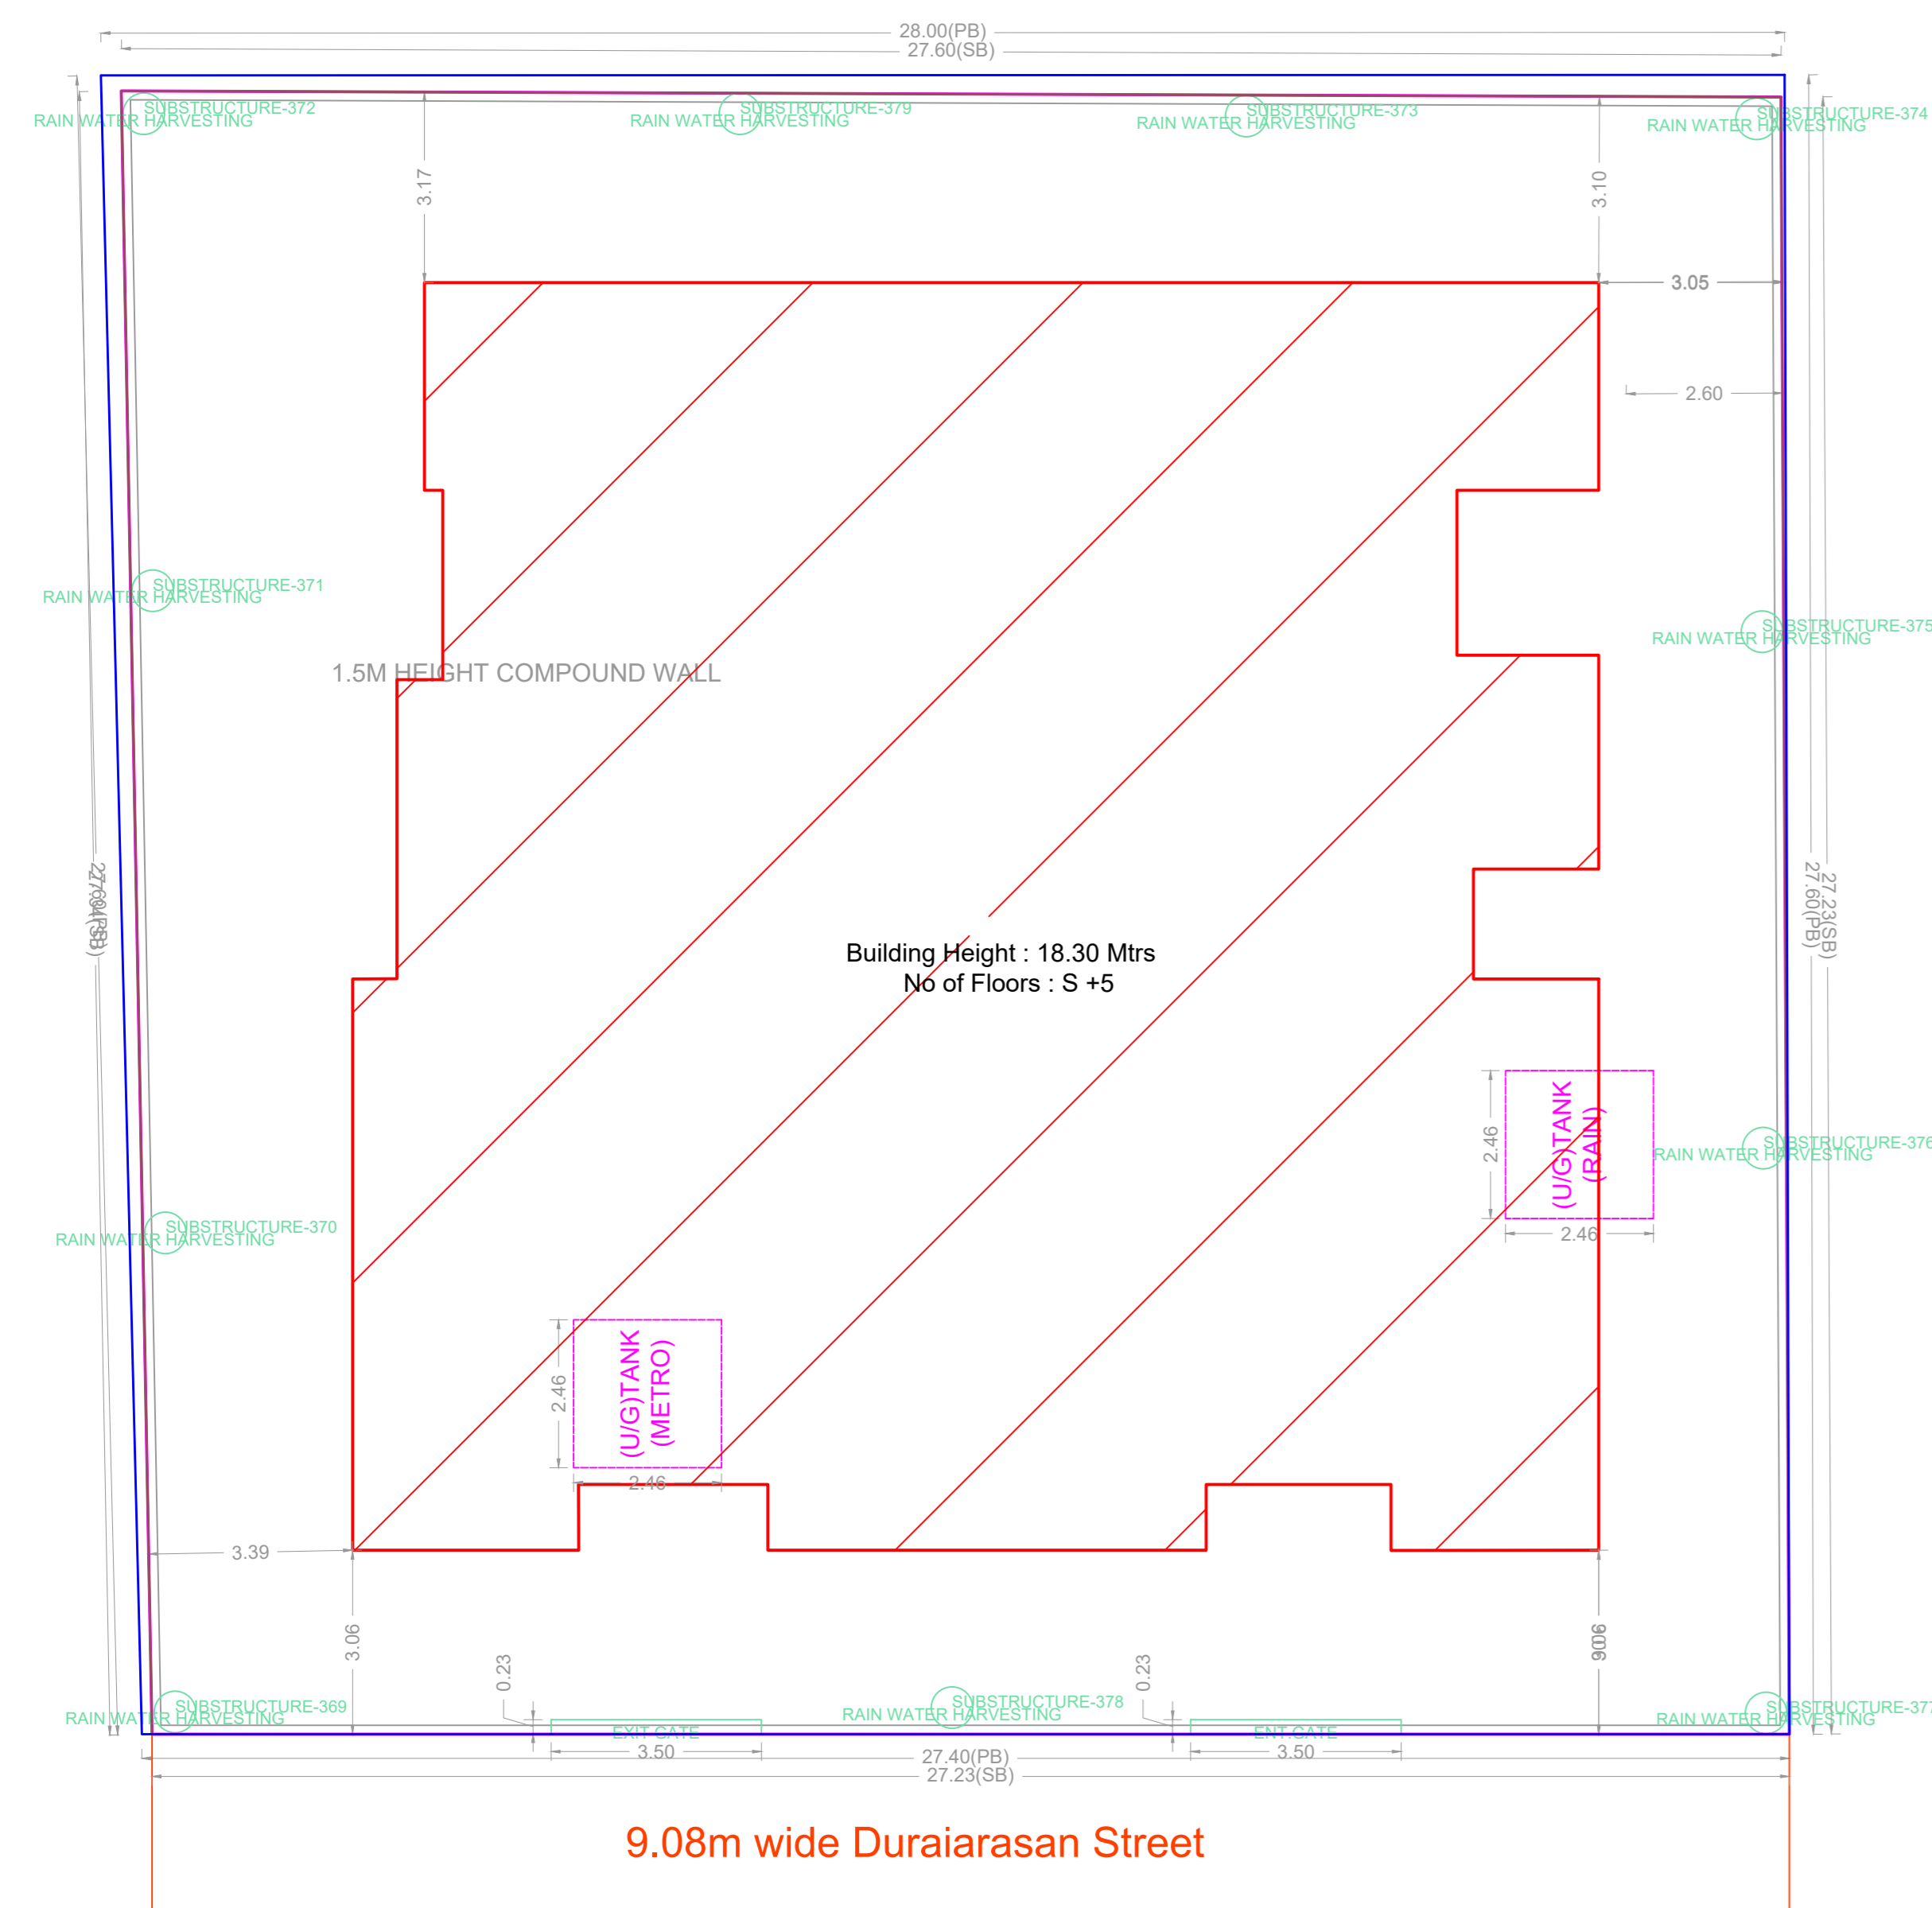 28.00(PB)
27.60(SB)
SUBSTRUCTURE-372
RAIN WATER HARVESTING
SUBSTRUCTURE-379
RAIN WATER HARVESTING
SUBSTRUCTURE-373
RAIN WATER HARVESTING
SUBSTRUCTURE-374
RAIN WATER HARVESTING
3.17
3.10
3.05
2.60
SUBSTRUCTURE-371
RAIN WATER HARVESTING
SUBSTRUCTURE-375
RAIN WATER HARVESTING
1.5M HEIGHT COMPOUND WALL
27.60(PB)
27.23(SB)
Building Height : 18.30 Mtrs
No of Floors : S +5
(U/G)TANK
(RAIN)
2.46
2.46
SUBSTRUCTURE-376
RAIN WATER HARVESTING
SUBSTRUCTURE-370
RAIN WATER HARVESTING
(U/G)TANK
(METRO)
2.46
2.46
3.39
3.06
0.23
0.23
SUBSTRUCTURE-369
RAIN WATER HARVESTING
SUBSTRUCTURE-378
RAIN WATER HARVESTING
SUBSTRUCTURE-377
RAIN WATER HARVESTING
EXIT GATE
ENT.GATE
3.50
3.50
27.40(PB)
27.23(SB)
9.08m wide Duraiarasan Street